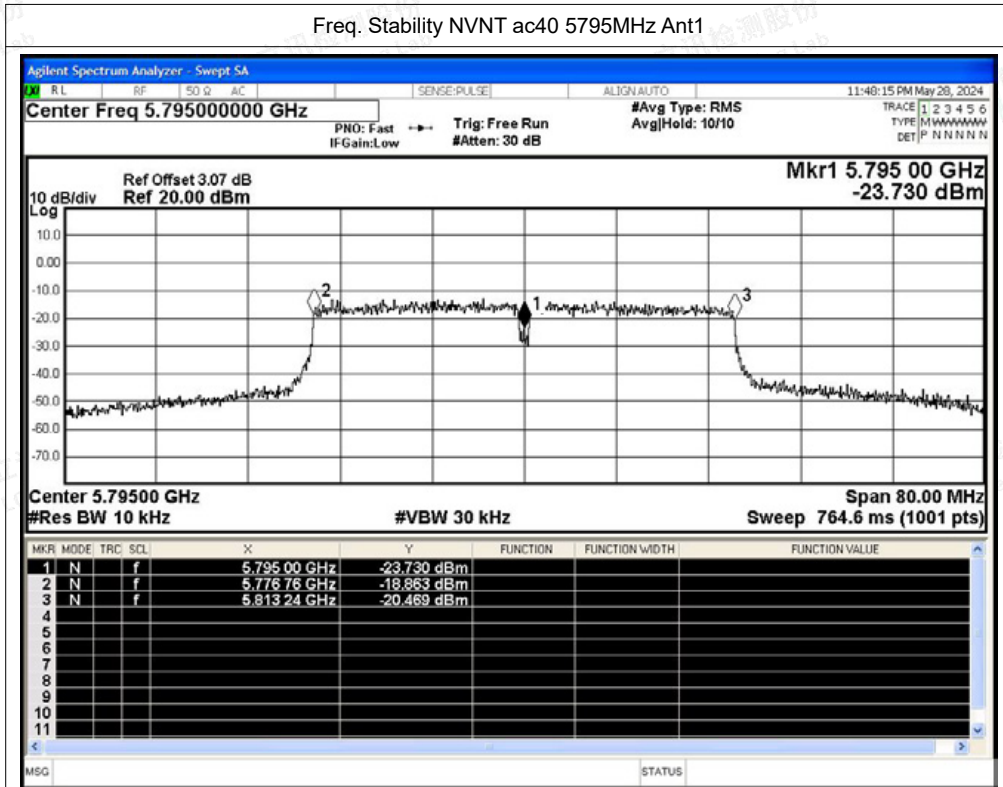 Freq. Stability NVNT ac40 5795MHz Ant1
Agilent Spectrum Analyzer - Swept SA
RL RF 50 Ω AC SENSE:PULSE ALIGNAUTO 11:48:15 PM May 28, 2024
Center Freq 5.795000000 GHz #Avg Type: RMS TRACE 1 2 3 4 5 6
PNO: Fast Trig: Free Run Avg|Hold: 10/10 TYPE M WWWWW
IFGain:Low #Atten: 30 dB DET P N N N N N
Mkr1 5.795 00 GHz
Ref Offset 3.07 dB
10 dB/div Ref 20.00 dBm -23.730 dBm
Log
10.0
0.00
-10.0
2 1 3
-20.0
-30.0
-40.0
-50.0
-60.0
-70.0
Center 5.79500 GHz Span 80.00 MHz
#Res BW 10 kHz #VBW 30 kHz Sweep 764.6 ms (1001 pts)
MKR MODE TRC SCL X Y FUNCTION FUNCTION WIDTH FUNCTION VALUE
1 N f 5.795 00 GHz -23.730 dBm
2 N f 5.776 76 GHz -18.863 dBm
3 N f 5.813 24 GHz -20.469 dBm
4
5
6
7
8
9
10
11
MSG STATUS